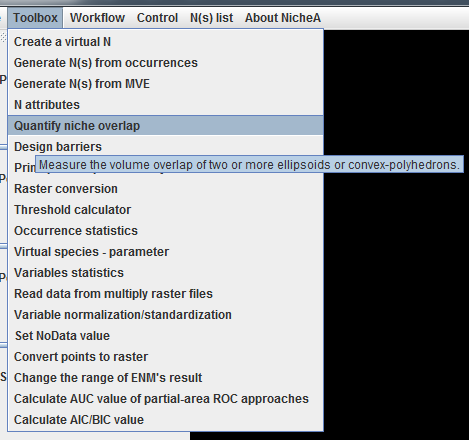 Toolbox Workflow Control N(s) list About NicheA
Create a virtual N
Generate N(s) from occurrences
Generate N(s) from MVE
N attributes
Quantify niche overlap
Design barriers
Measure the volume overlap of two or more ellipsoids or convex-polyhedrons.
Raster conversion
Threshold calculator
Occurrence statistics
Virtual species - parameter
Variables statistics
Read data from multiply raster files
Variable normalization/standardization
Set NoData value
Convert points to raster
Change the range of ENM's result
Calculate AUC value of partial-area ROC approaches
Calculate AIC/BIC value